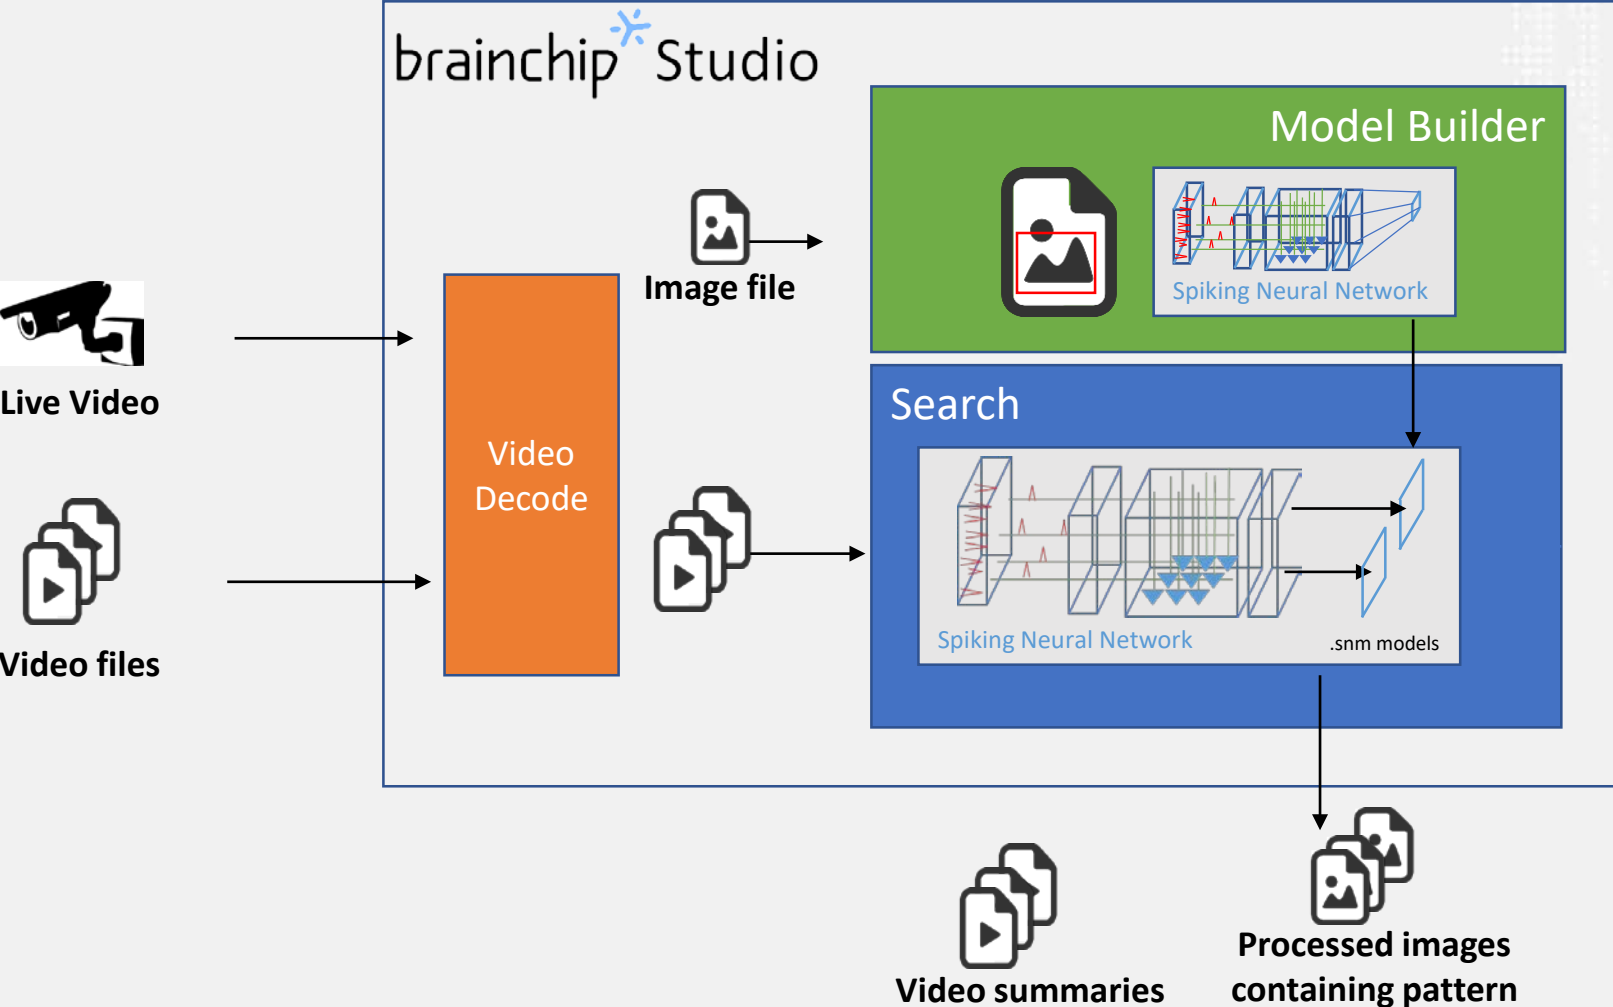 brainchip Studio
Model Builder
Spiking Neural Network
Image file
Live Video
Search
Video
Decode
Spiking Neural Network
.snm models
Video files
Processed images
containing pattern
Video summaries